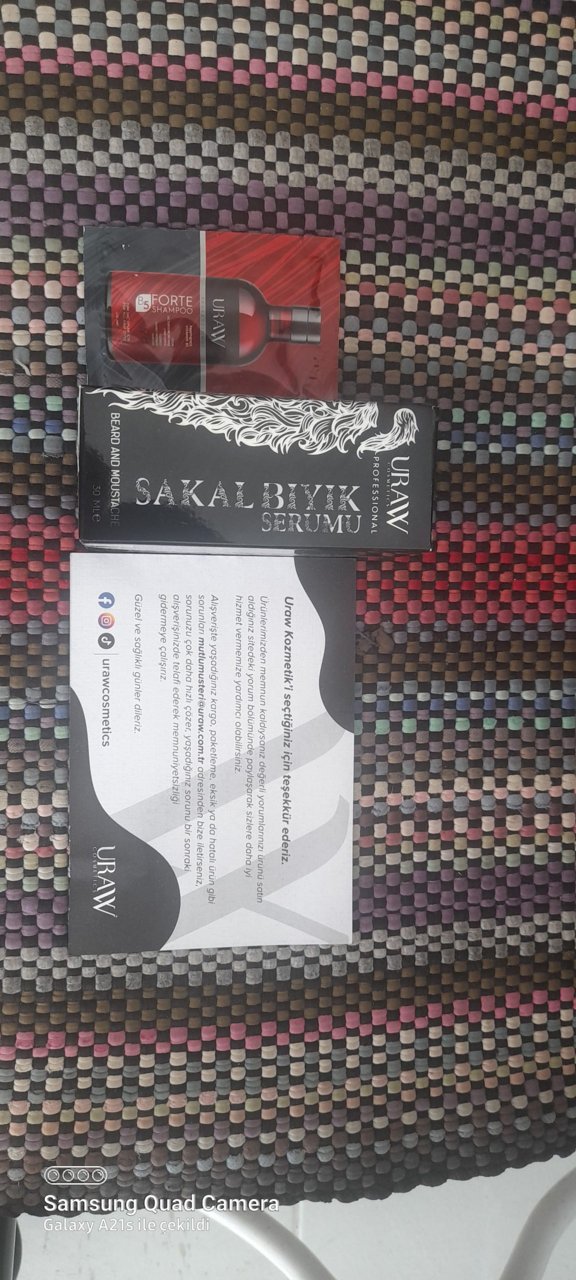 URAW
D5 FORTE
SHAMPOO
URAW
COSMETICS
PROFESSIONAL
SAKAL BIYIK
SERUMU
BEARD AND MOUSTACHE
30 ML e
Uraw Kozmetik'i seçtiğiniz için teşekkür ederiz.
Ürünlerimizden memnun kaldıysanız değerli yorumlarınızı ürünü satın
aldığınız sitedeki yorum bölümünde paylaşarak sizlere daha iyi
hizmet vermemize yardımcı olabilirsiniz
Alışverişte yaşadığınız kargo, paketleme, eksik ya da hatalı ürün gibi
sorunları mutlumusteri@uraw.com.tr adresinden bize iletirseniz,
sorunuzu çok daha hızlı çözer, yaşadığınız sorunu bir sonraki
alışverişinizde telafi ederek memnuniyetsizliği
gidermeye çalışırız.
Güzel ve sağlıklı günler dileriz.
urawcosmetics
URAW
COSMETICS
Samsung Quad Camera
Galaxy A21s ile çekildi